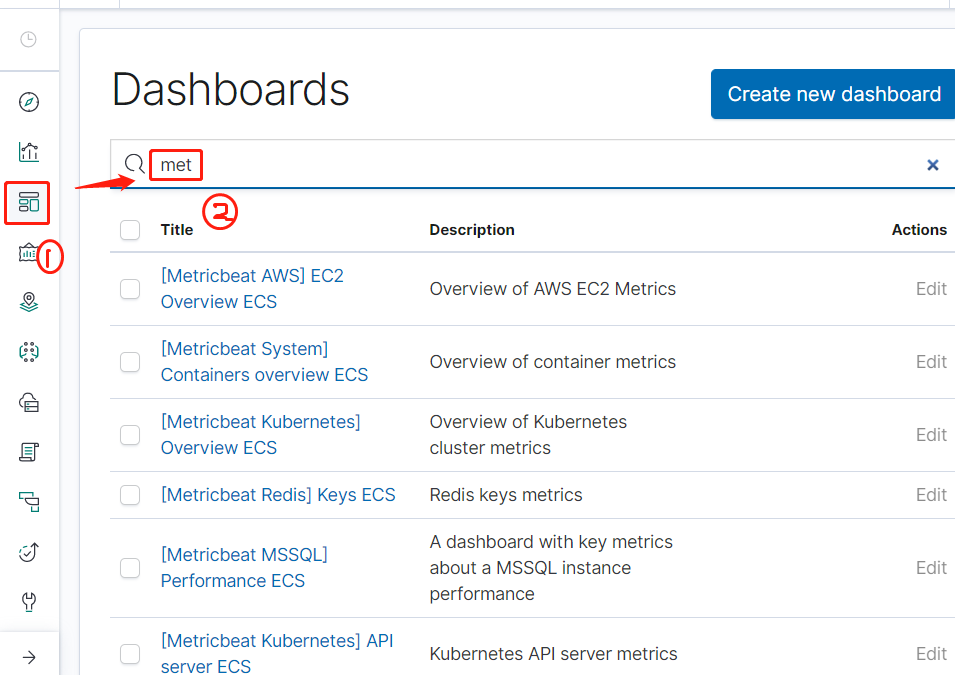 Dashboards
Create new dashboard
met
②
Title Description Actions
①
[Metricbeat AWS] EC2
Overview ECS
Overview of AWS EC2 Metrics
Edit
[Metricbeat System]
Containers overview ECS
Overview of container metrics
Edit
[Metricbeat Kubernetes]
Overview ECS
Overview of Kubernetes
cluster metrics
Edit
[Metricbeat Redis] Keys ECS
Redis keys metrics
Edit
[Metricbeat MSSQL]
Performance ECS
A dashboard with key metrics
about a MSSQL instance
performance
Edit
[Metricbeat Kubernetes] API
server ECS
Kubernetes API server metrics
Edit